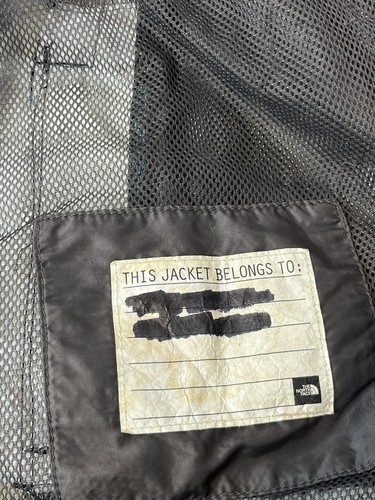 THIS JACKET BELONGS TO:
THE
NORTH
FACE